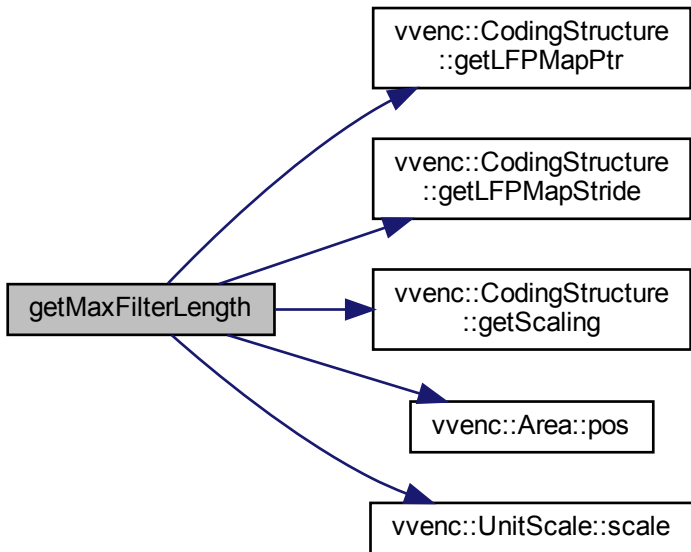 vvenc::CodingStructure
::getLFPMapPtr
vvenc::CodingStructure
::getLFPMapStride
getMaxFilterLength
vvenc::CodingStructure
::getScaling
vvenc::Area::pos
vvenc::UnitScale::scale